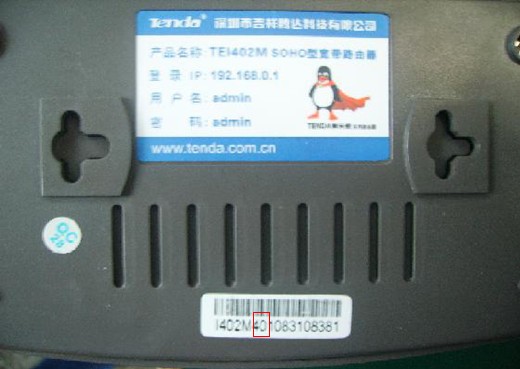 Tenda 深圳市吉祥腾达科技有限公司
产品名称: TEI402M SOHO型宽带路由器
登 录 IP: 192.168.0.1
用 户 名: admin
密 码: admin
www.tenda.com.cn
QC
28
I402M401083108381